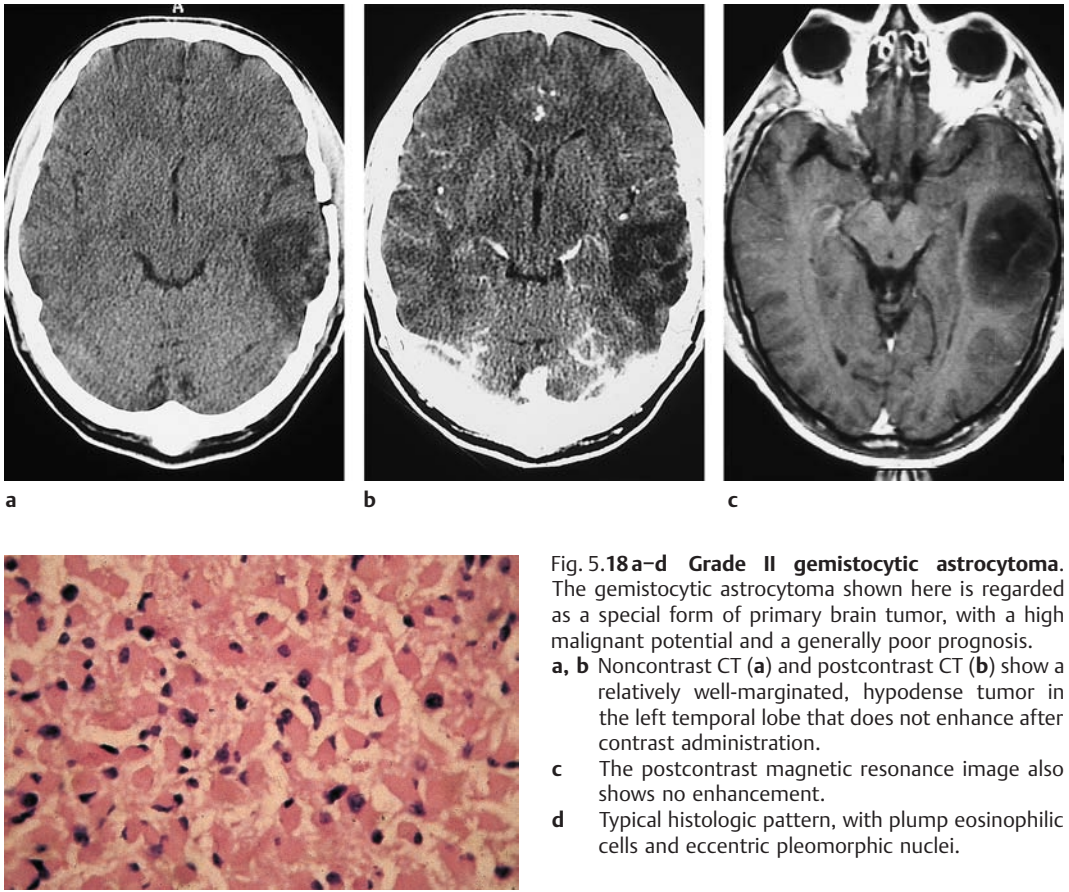 A
a
b
c
Fig. 5.18 a–d Grade II gemistocytic astrocytoma.
The gemistocytic astrocytoma shown here is regarded
as a special form of primary brain tumor, with a high
malignant potential and a generally poor prognosis.
a, b Noncontrast CT (a) and postcontrast CT (b) show a
relatively well-marginated, hypodense tumor in
the left temporal lobe that does not enhance after
contrast administration.
c The postcontrast magnetic resonance image also
shows no enhancement.
d Typical histologic pattern, with plump eosinophilic
cells and eccentric pleomorphic nuclei.